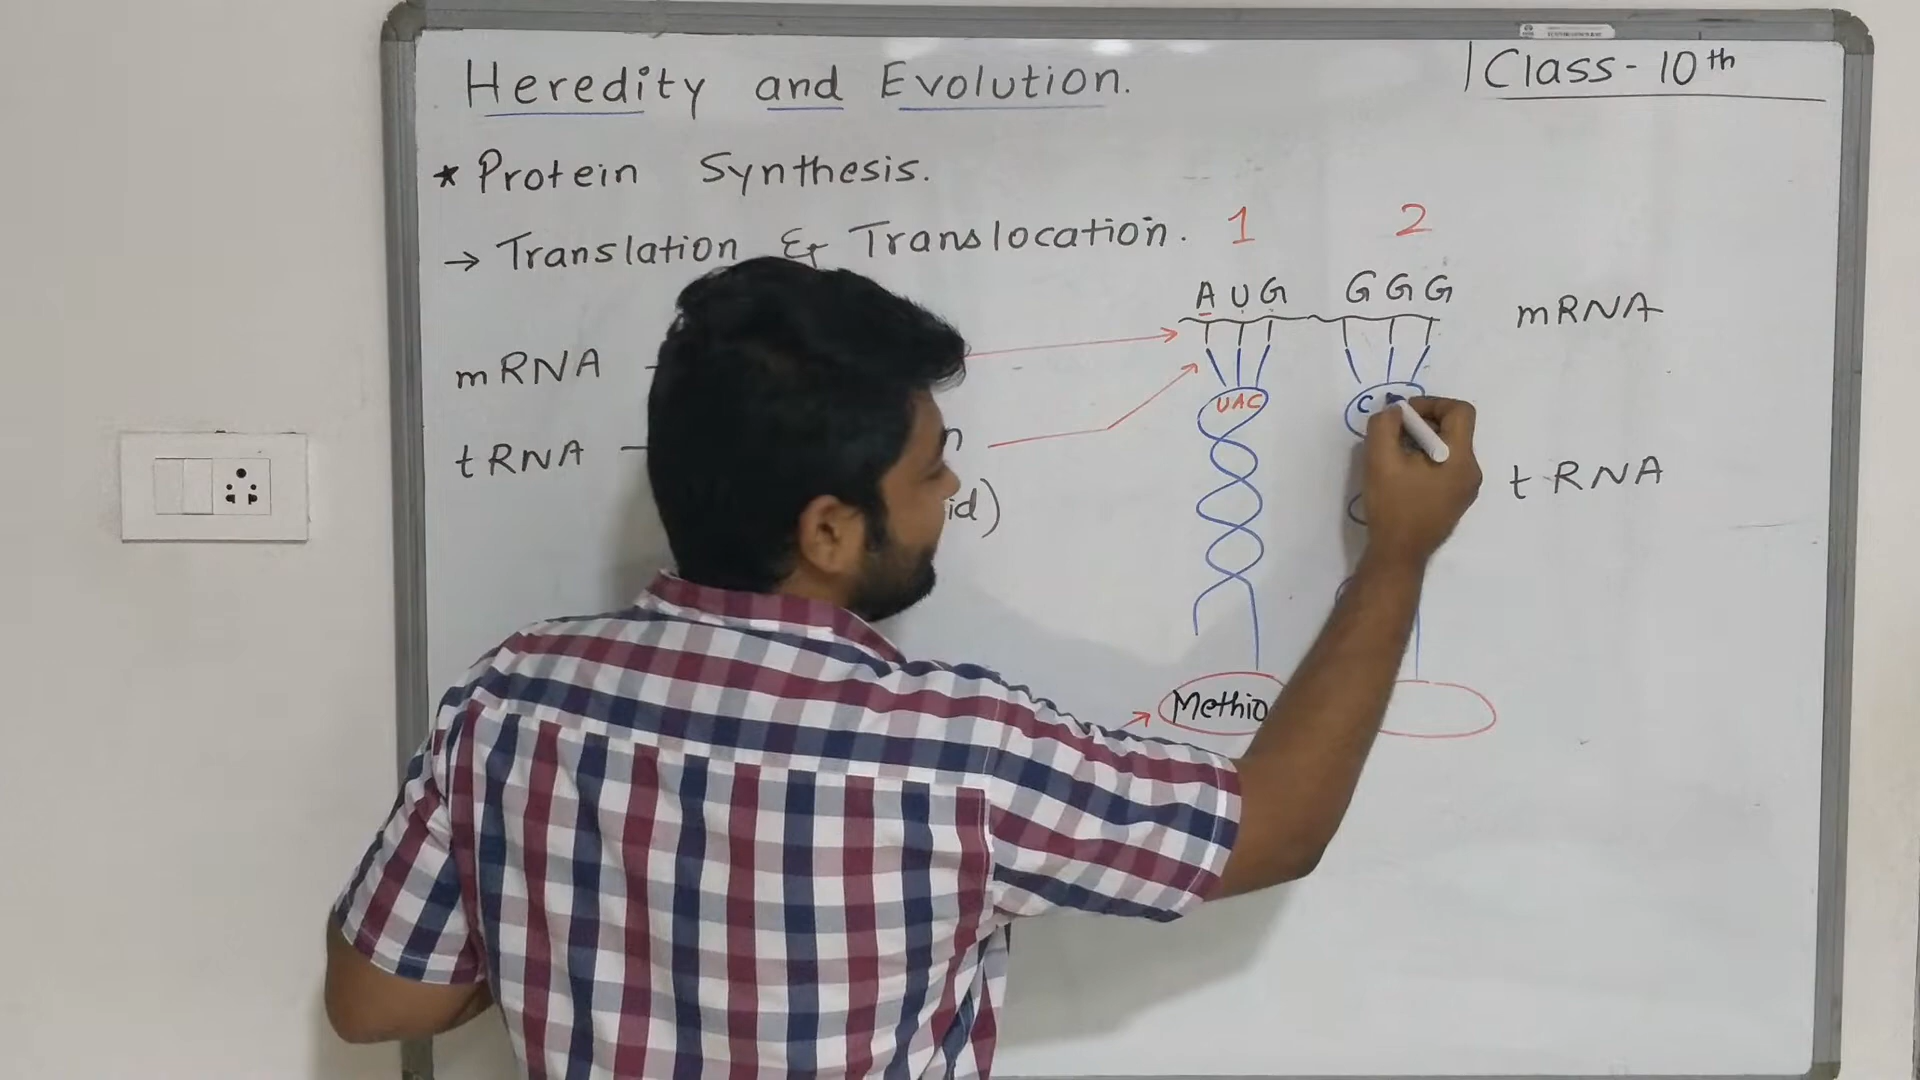 Heredity and Evolution.
Class-10th
* Protein Synthesis.
→ Translation & Translocation.
1 2
AUG GGG
mRNA
mRNA
UAC
C
tRNA
tRNA
id)
Methio